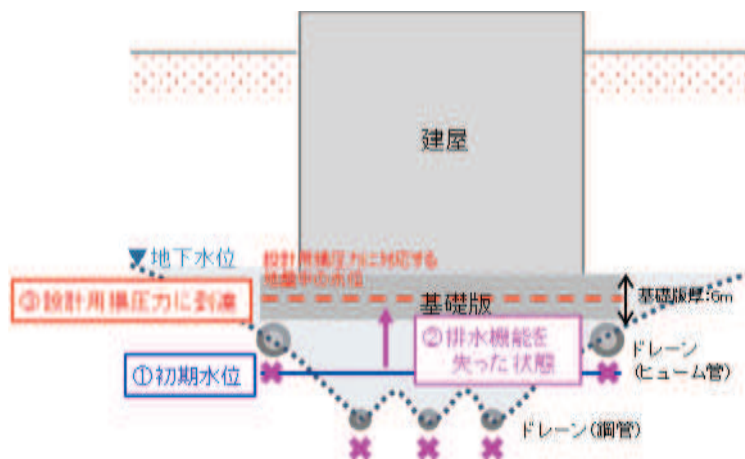 建屋
地下水位
設計用揚圧力に対応する
地盤中の水位
③設計用揚圧力に到達
基礎版
基礎版厚:6m
②排水機能を
失った状態
ドレーン
(ヒューム管)
①初期水位
ドレーン(鋼管)